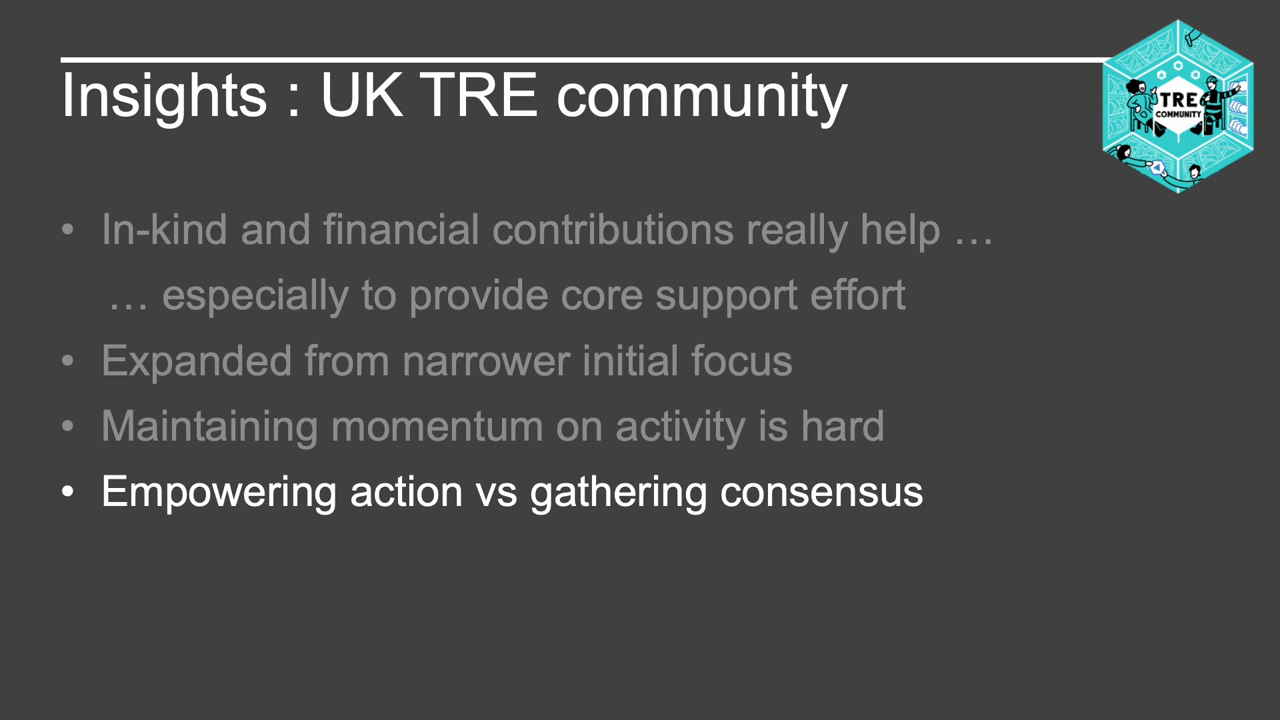 Insights : UK TRE community
TRE
COMMUNITY
• In-kind and financial contributions really help …
… especially to provide core support effort
• Expanded from narrower initial focus
• Maintaining momentum on activity is hard
• Empowering action vs gathering consensus